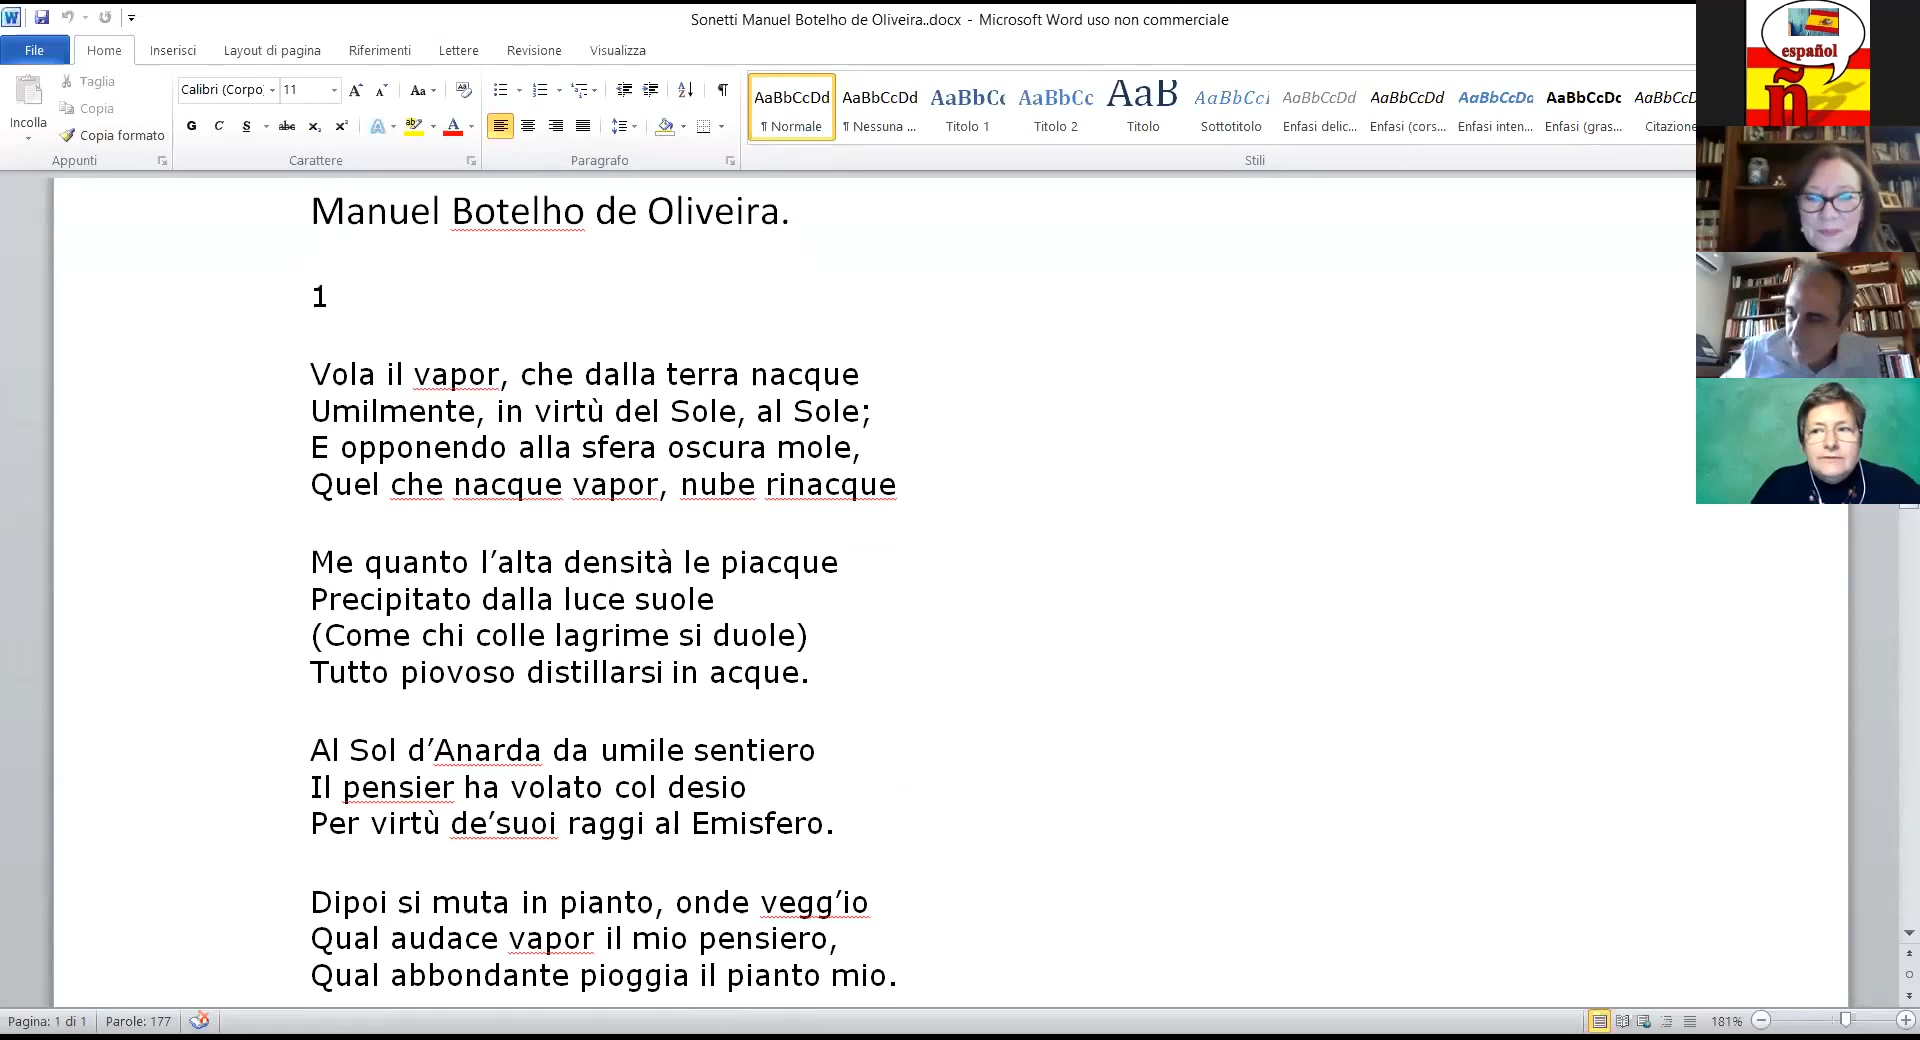 Sonetti Manuel Botelho de Oliveira..docx - Microsoft Word uso non commerciale
File Home Inserisci Layout di pagina Riferimenti Lettere Revisione Visualizza
Incolla
Taglia
Copia
Copia formato
Appunti
Calibri (Corpo) 11
G C S abc x₂ x²
Carattere
Paragrafo
AaBbCcDd AaBbCcDd AaBbCc AaBbCc AaB AaBbCcI AaBbCcDd AaBbCcDd AaBbCcDd AaBbCcDc AaBbCcD
¶ Normale ¶ Nessuna ... Titolo 1 Titolo 2 Titolo Sottotitolo Enfasi delic... Enfasi (cors... Enfasi inten... Enfasi (gras... Citazione
Stili
español
ñ
Manuel Botelho de Oliveira.
1
Vola il vapor, che dalla terra nacque
Umilmente, in virtù del Sole, al Sole;
E opponendo alla sfera oscura mole,
Quel che nacque vapor, nube rinacque
Me quanto l’alta densità le piacque
Precipitato dalla luce suole
(Come chi colle lagrime si duole)
Tutto piovoso distillarsi in acque.
Al Sol d’Anarda da umile sentiero
Il pensier ha volato col desio
Per virtù de’suoi raggi al Emisfero.
Dipoi si muta in pianto, onde vegg’io
Qual audace vapor il mio pensiero,
Qual abbondante pioggia il pianto mio.
Pagina: 1 di 1 Parole: 177
181%